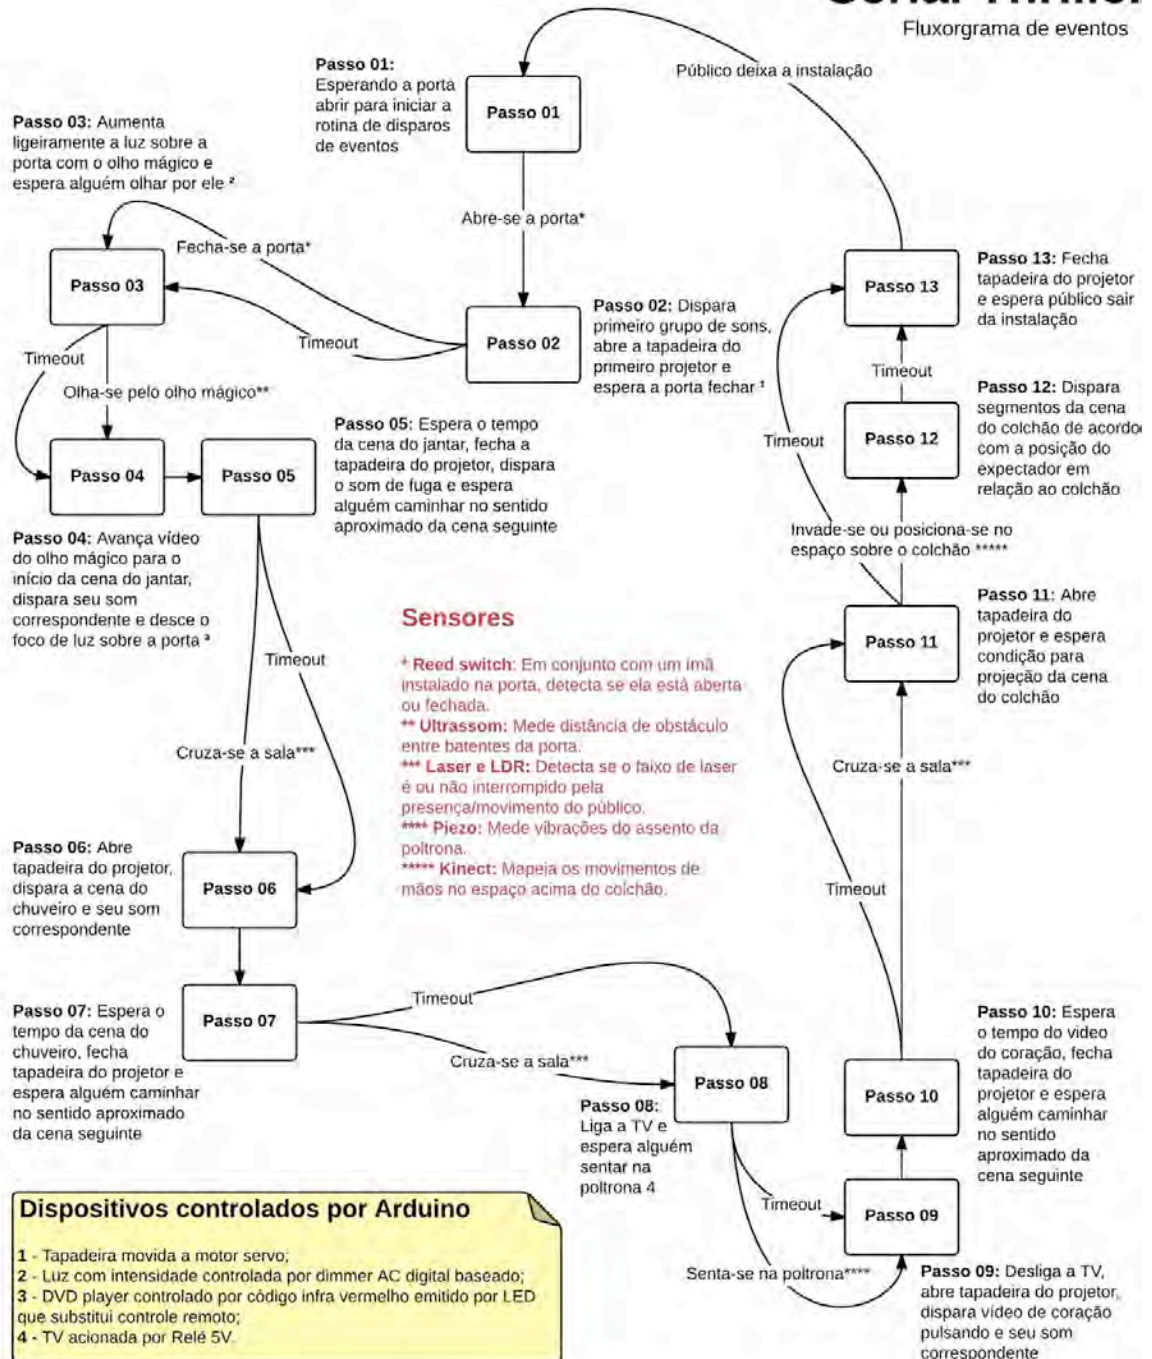 Fluxorgrama de eventos
Público deixa a instalação
Passo 01:
Esperando a porta
abrir para iniciar a
rotina de disparos
de eventos
Passo 01
Passo 03: Aumenta
ligeiramente a luz sobre a
porta com o olho mágico e
espera alguém olhar por ele ²
Abre-se a porta*
Fecha-se a porta*
Passo 03
Passo 02
Timeout
Passo 02: Dispara
primeiro grupo de sons,
abre a tapadeira do
primeiro projetor e
espera a porta fechar ¹
Passo 13
Passo 13: Fecha
tapadeira do projetor
e espera público sair
da instalação
Timeout
Olha-se pelo olho mágico**
Timeout
Passo 12: Dispara
segmentos da cena
do colchão de acordo
com a posição do
expectador em
relação ao colchão
Passo 12
Timeout
Passo 05: Espera o tempo
da cena do jantar, fecha a
tapadeira do projetor, dispara
o som de fuga e espera
alguém caminhar no sentido
aproximado da cena seguinte
Passo 04
Passo 05
Passo 04: Avança vídeo
do olho mágico para o
início da cena do jantar,
dispara seu som
correspondente e desce o
foco de luz sobre a porta ³
Invade-se ou posiciona-se no
espaço sobre o colchão *****
Passo 11: Abre
tapadeira do
projetor e espera
condição para
projeção da cena
do colchão
Passo 11
Sensores
* Reed switch: Em conjunto com um imã
instalado na porta, detecta se ela está aberta
ou fechada.
** Ultrassom: Mede distância de obstáculo
entre batentes da porta.
*** Laser e LDR: Detecta se o faixo de laser
é ou não interrompido pela
presença/movimento do público.
**** Piezo: Mede vibrações do assento da
poltrona.
***** Kinect: Mapeia os movimentos de
mãos no espaço acima do colchão.
Timeout
Cruza-se a sala***
Cruza-se a sala***
Timeout
Passo 06: Abre
tapadeira do projetor,
dispara a cena do
chuveiro e seu som
correspondente
Passo 06
Passo 07: Espera o
tempo da cena do
chuveiro, fecha
tapadeira do projetor e
espera alguém caminhar
no sentido aproximado
da cena seguinte
Passo 07
Timeout
Cruza-se a sala***
Passo 08
Passo 08:
Liga a TV e
espera alguém
sentar na
poltrona 4
Passo 10
Passo 10: Espera
o tempo do video
do coração, fecha
tapadeira do
projetor e espera
alguém caminhar
no sentido
aproximado da
cena seguinte
Timeout
Passo 09
Senta-se na poltrona****
Passo 09: Desliga a TV,
abre tapadeira do projetor,
dispara vídeo de coração
pulsando e seu som
correspondente
Dispositivos controlados por Arduino
1 - Tapadeira movida a motor servo;
2 - Luz com intensidade controlada por dimmer AC digital baseado;
3 - DVD player controlado por código infra vermelho emitido por LED
que substitui controle remoto;
4 - TV acionada por Relé 5V.